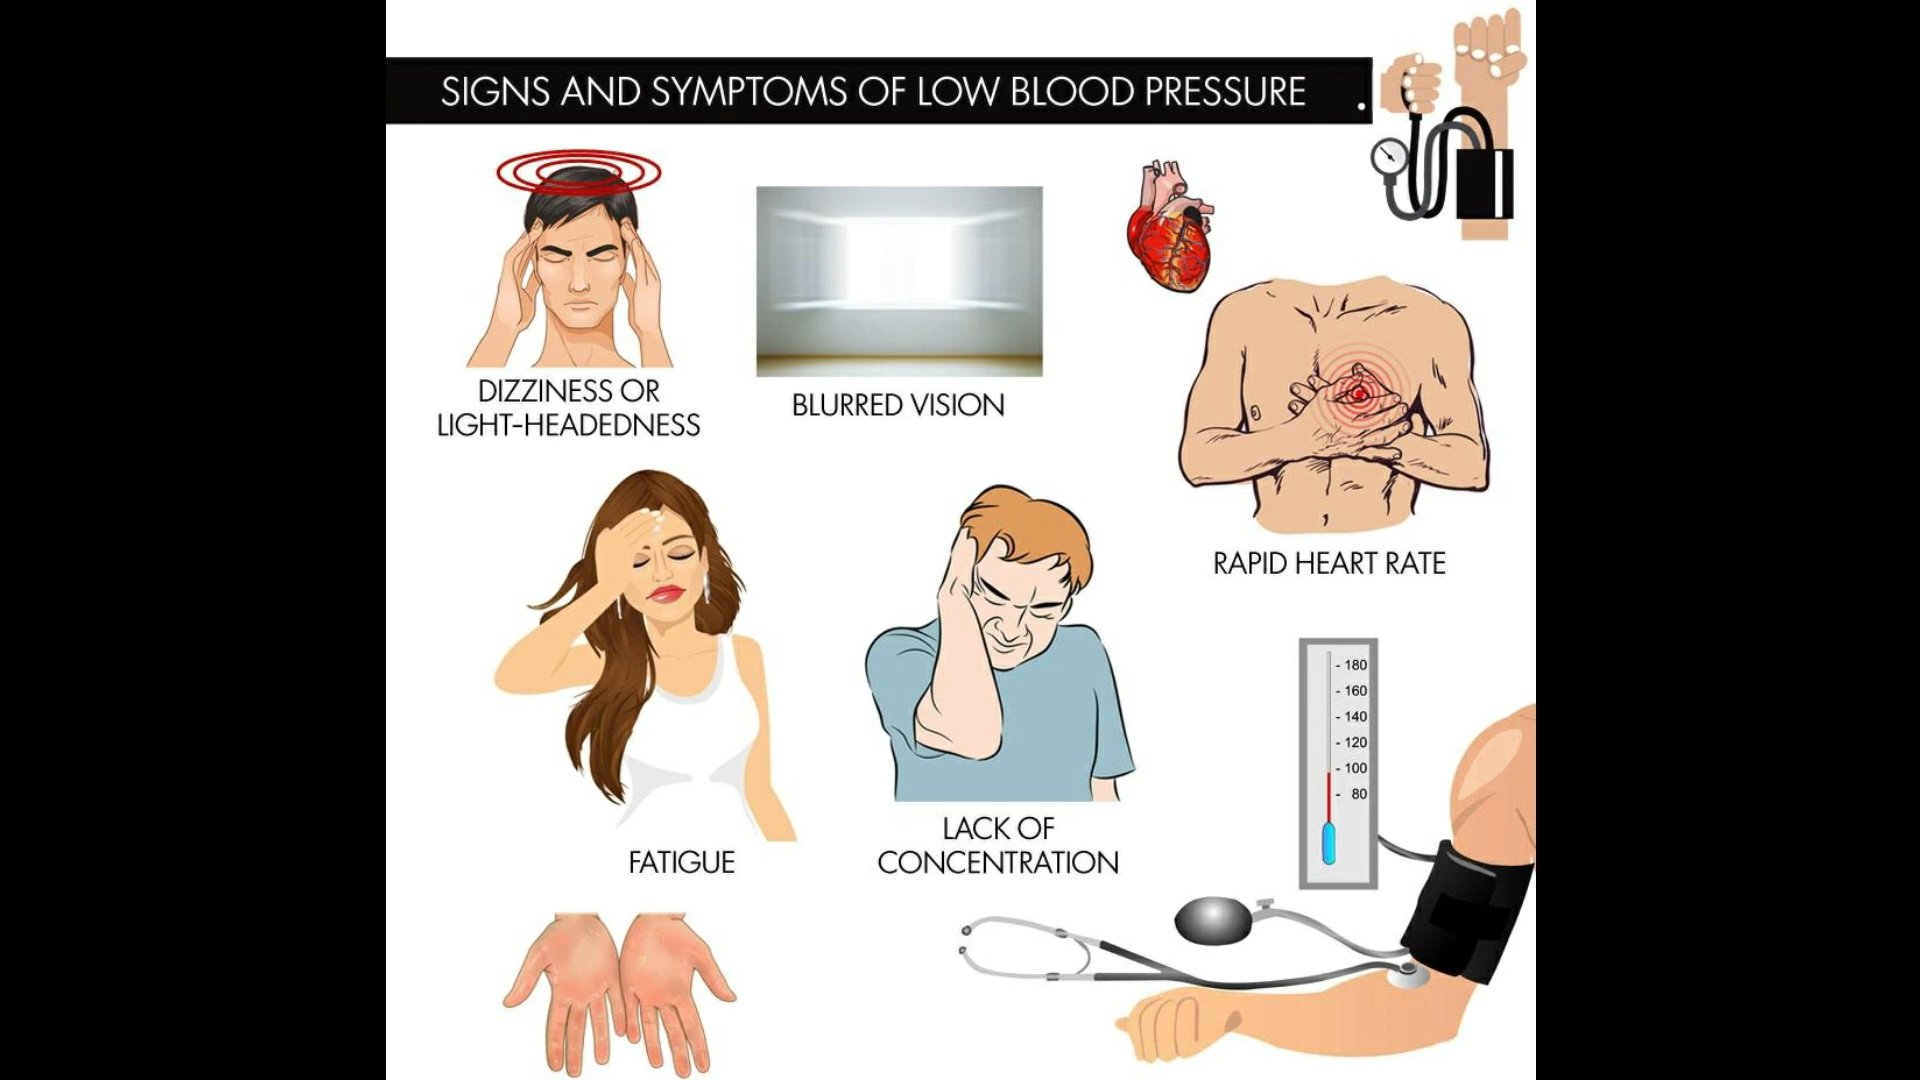 SIGNS AND SYMPTOMS OF LOW BLOOD PRESSURE .
DIZZINESS OR
LIGHT-HEADEDNESS
BLURRED VISION
RAPID HEART RATE
FATIGUE
LACK OF
CONCENTRATION
- 180
- 160
- 140
- 120
- 100
- 80